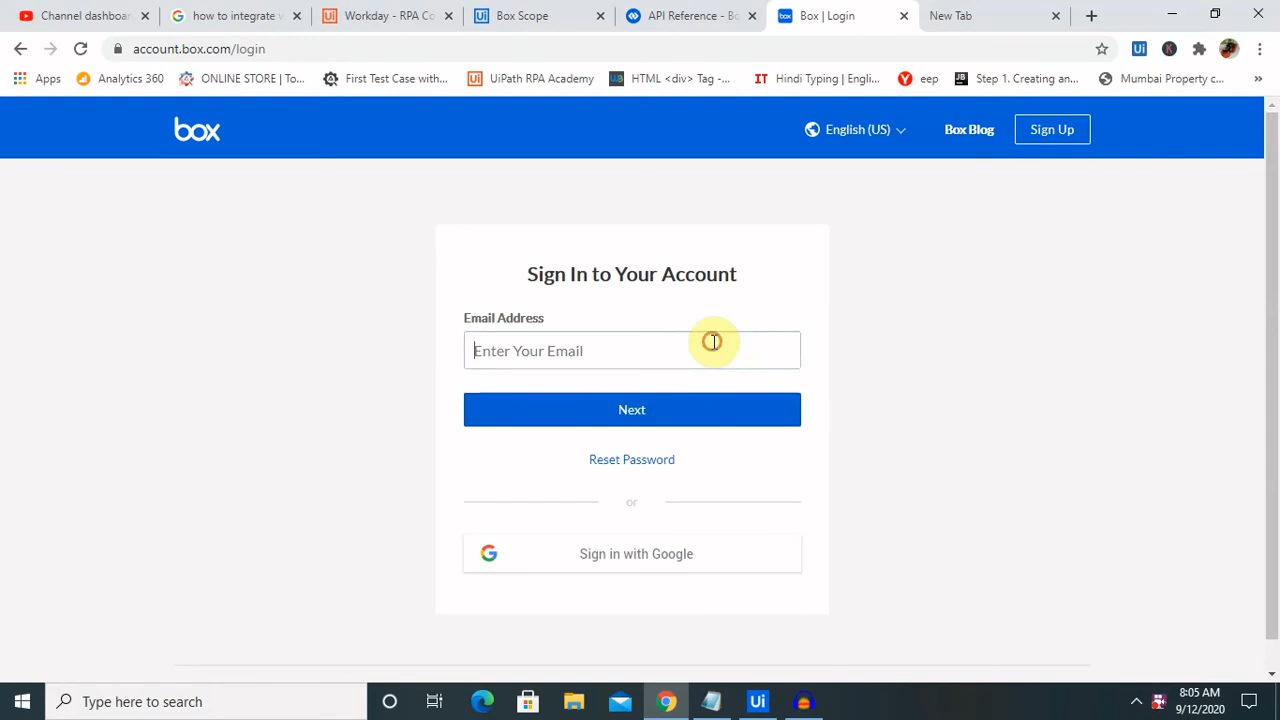 Channel dashboar
how to integrate w
Workday - RPA Co
Box Scope
API Reference - Bo
Box | Login
New Tab
account.box.com/login
Apps
Analytics 360
ONLINE STORE | To...
First Test Case with...
UiPath RPA Academy
HTML <div> Tag -...
Hindi Typing | Engli...
eep
Step 1. Creating an...
Mumbai Property c...
box
English (US)
Box Blog
Sign Up
Sign In to Your Account
Email Address
Enter Your Email
Next
Reset Password
or
Sign in with Google
Type here to search
8:05 AM
9/12/2020